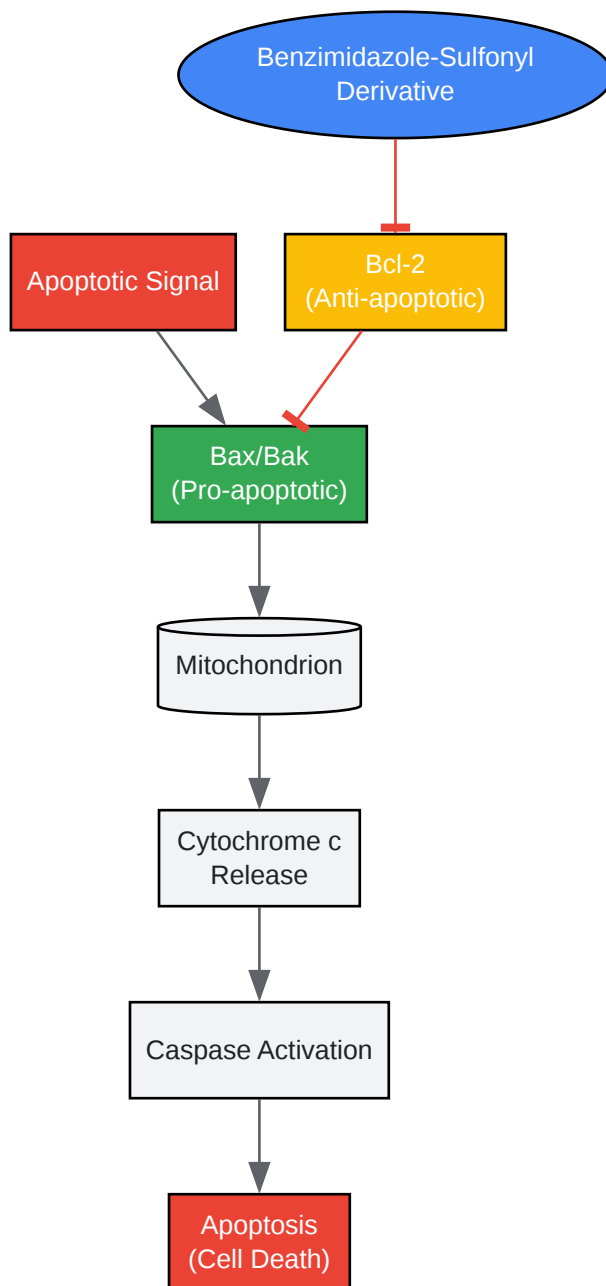 Benzimidazole-Sulfonyl
Derivative
Apoptotic Signal
Bcl-2
(Anti-apoptotic)
Bax/Bak
(Pro-apoptotic)
Mitochondrion
Cytochrome c
Release
Caspase Activation
Apoptosis
(Cell Death)